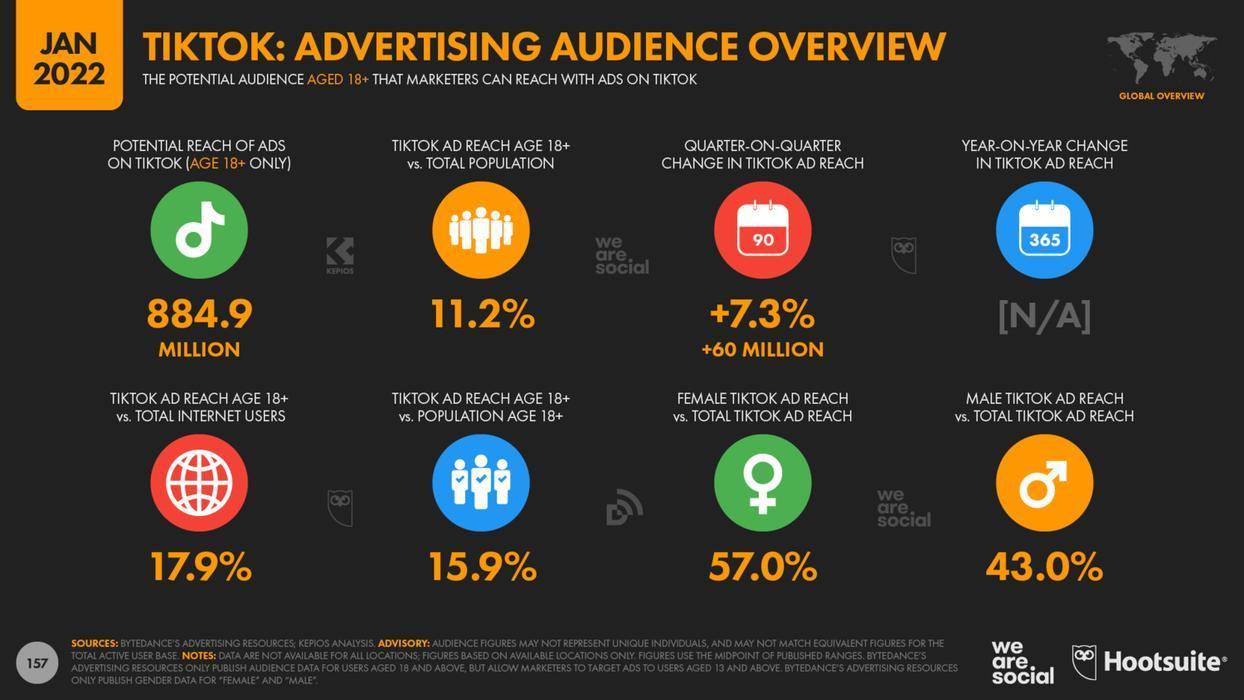 JAN
2022
TIKTOK: ADVERTISING AUDIENCE OVERVIEW
THE POTENTIAL AUDIENCE AGED 18+ THAT MARKETERS CAN REACH WITH ADS ON TIKTOK
GLOBAL OVERVIEW
POTENTIAL REACH OF ADS
ON TIKTOK (AGE 18+ ONLY)
884.9
MILLION
TIKTOK AD REACH AGE 18+
vs. TOTAL POPULATION
11.2%
QUARTER-ON-QUARTER
CHANGE IN TIKTOK AD REACH
90
+7.3%
+60 MILLION
YEAR-ON-YEAR CHANGE
IN TIKTOK AD REACH
365
[N/A]
KEPIOS
we
are
social
TIKTOK AD REACH AGE 18+
vs. TOTAL INTERNET USERS
17.9%
TIKTOK AD REACH AGE 18+
vs. POPULATION AGE 18+
15.9%
FEMALE TIKTOK AD REACH
vs. TOTAL TIKTOK AD REACH
57.0%
MALE TIKTOK AD REACH
vs. TOTAL TIKTOK AD REACH
43.0%
we
are
social
157
SOURCES: BYTEDANCE'S ADVERTISING RESOURCES; KEPIOS ANALYSIS. ADVISORY: AUDIENCE FIGURES MAY NOT REPRESENT UNIQUE INDIVIDUALS, AND MAY NOT MATCH EQUIVALENT FIGURES FOR THE
TOTAL ACTIVE USER BASE. NOTES: DATA ARE NOT AVAILABLE FOR ALL LOCATIONS; FIGURES BASED ON AVAILABLE LOCATIONS ONLY. FIGURES USE THE MIDPOINT OF PUBLISHED RANGES. BYTEDANCE'S
ADVERTISING RESOURCES ONLY PUBLISH AUDIENCE DATA FOR USERS AGED 18 AND ABOVE, BUT ALLOW MARKETERS TO TARGET ADS TO USERS AGED 13 AND ABOVE. BYTEDANCE'S ADVERTISING RESOURCES
ONLY PUBLISH GENDER DATA FOR "FEMALE" AND "MALE".
we
are
social
Hootsuite®